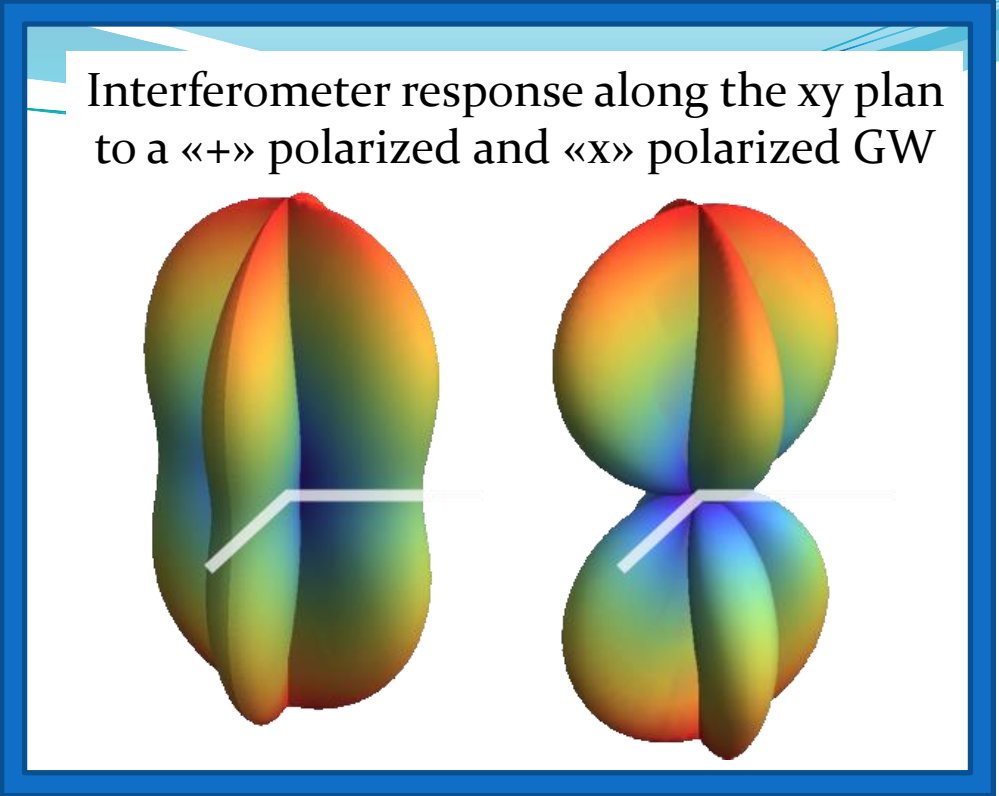 Interferometer response along the xy plan
to a «+» polarized and «x» polarized GW